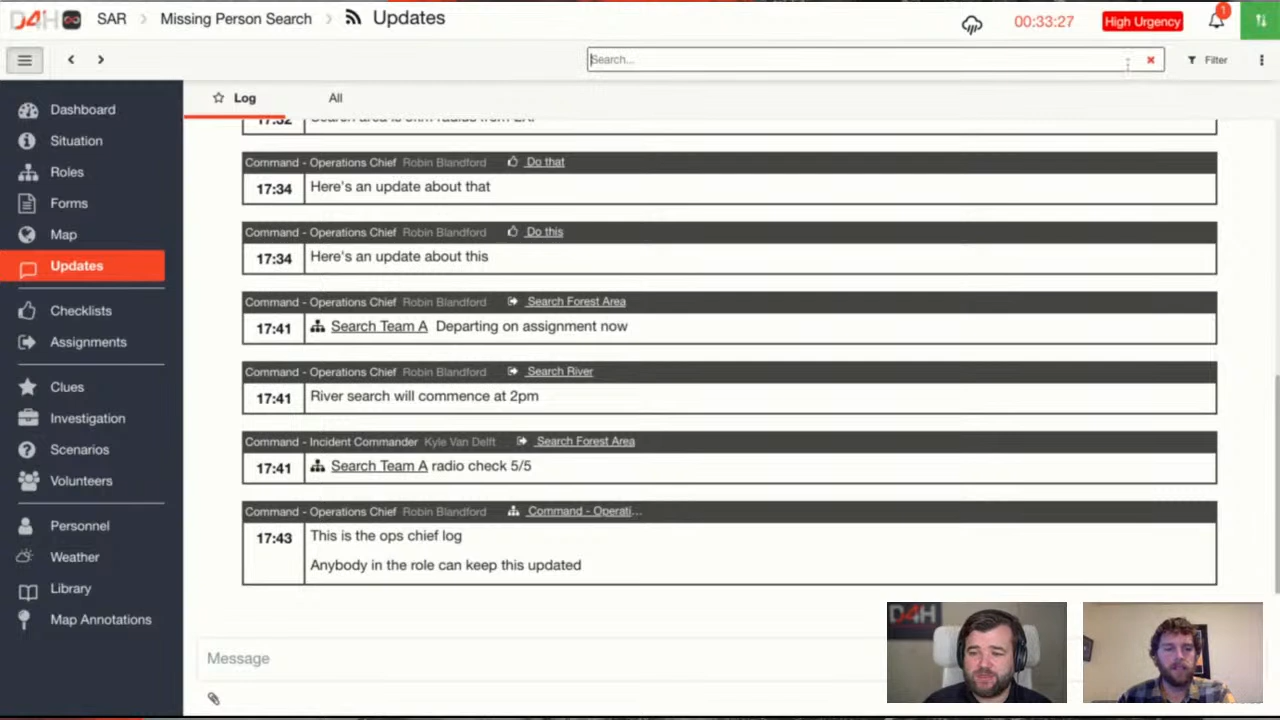 D4H SAR Missing Person Search Updates 00:33:27 High Urgency 1
Search... Filter
Dashboard
Situation
Roles
Forms
Map
Updates
Checklists
Assignments
Clues
Investigation
Scenarios
Volunteers
Personnel
Weather
Library
Map Annotations
Log All
17:32
Command - Operations Chief Robin Blandford Do that
17:34 Here's an update about that
Command - Operations Chief Robin Blandford Do this
17:34 Here's an update about this
Command - Operations Chief Robin Blandford Search Forest Area
17:41 Search Team A Departing on assignment now
Command - Operations Chief Robin Blandford Search River
17:41 River search will commence at 2pm
Command - Incident Commander Kyle Van Delft Search Forest Area
17:41 Search Team A radio check 5/5
Command - Operations Chief Robin Blandford Command - Operati...
17:43 This is the ops chief log
Anybody in the role can keep this updated
Message
D4H